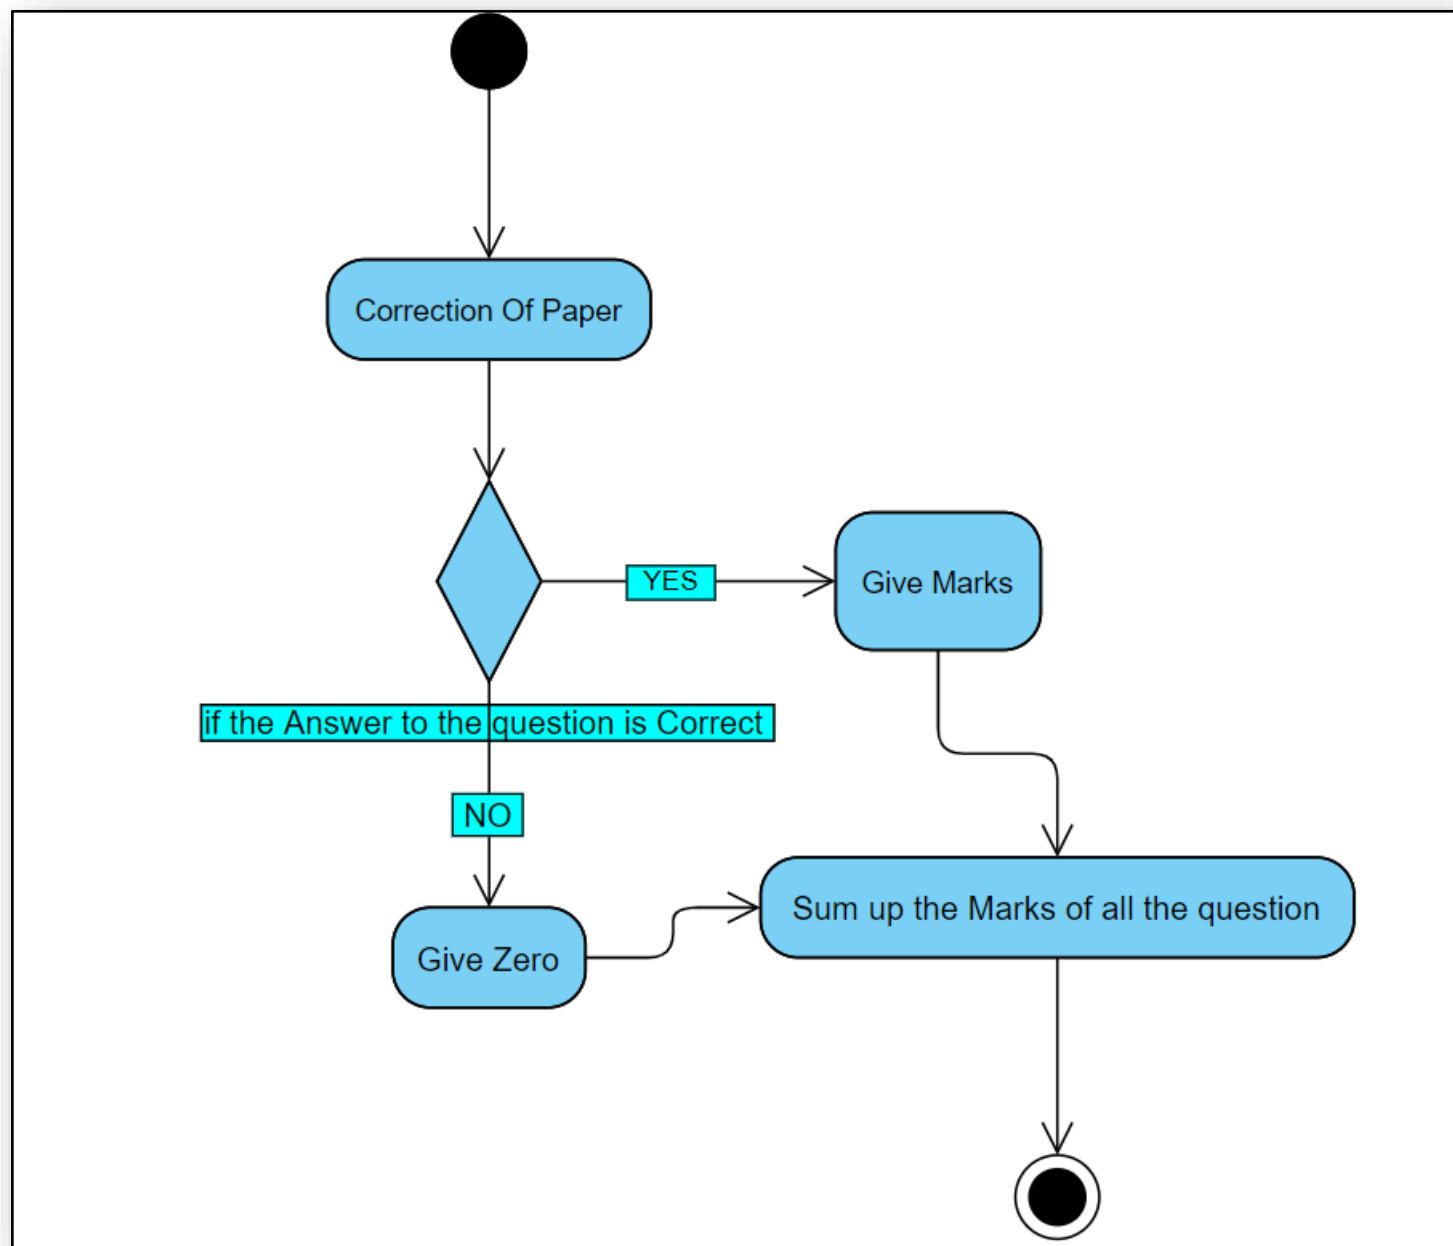 Correction Of Paper
YES
Give Marks
if the Answer to the question is Correct
NO
Give Zero
Sum up the Marks of all the question